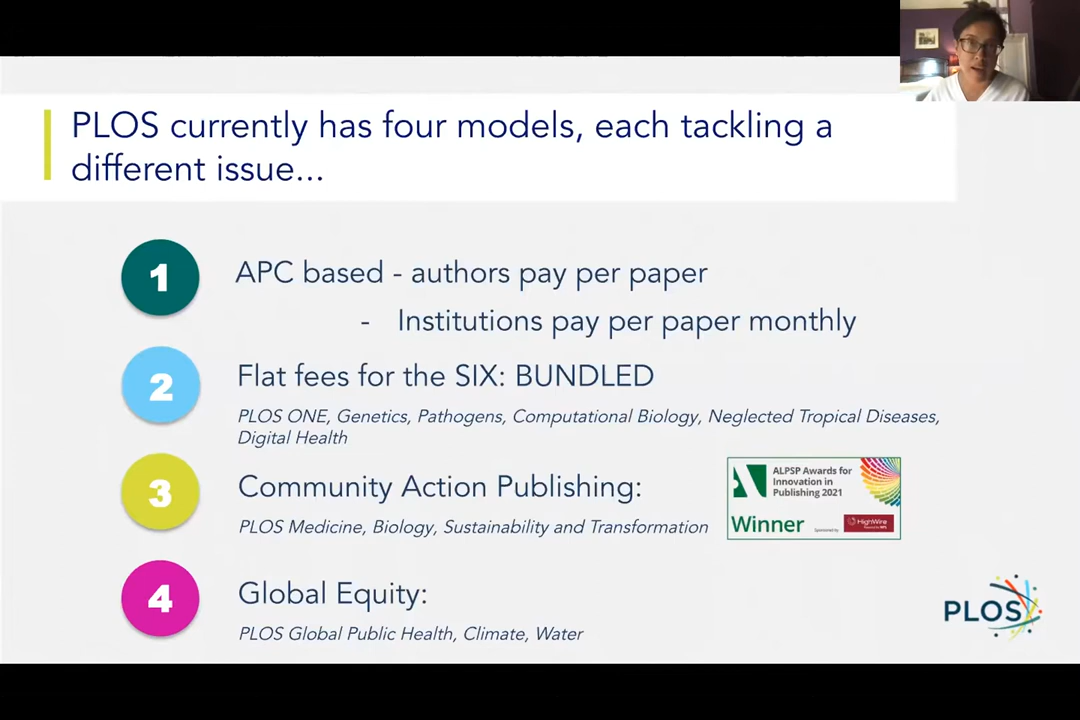 PLOS currently has four models, each tackling a
different issue...
1
APC based - authors pay per paper
- Institutions pay per paper monthly
2
Flat fees for the SIX: BUNDLED
PLOS ONE, Genetics, Pathogens, Computational Biology, Neglected Tropical Diseases,
Digital Health
3
Community Action Publishing:
PLOS Medicine, Biology, Sustainability and Transformation
ALPSP Awards for
Innovation in
Publishing 2021
Winner
Sponsored by
HighWire
4
Global Equity:
PLOS Global Public Health, Climate, Water
PLOS